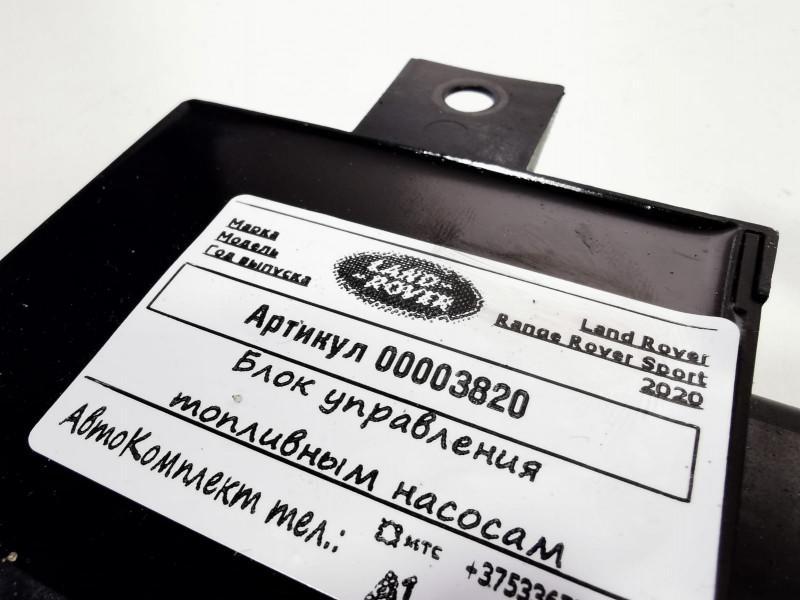 Марка
Модель
Год выпуска
LAND
ROVER
Land Rover
Range Rover Sport
2020
Артикул 00003820
Блок управления
топливным насосам
АвтоКомплект тел.:
мтс
A1